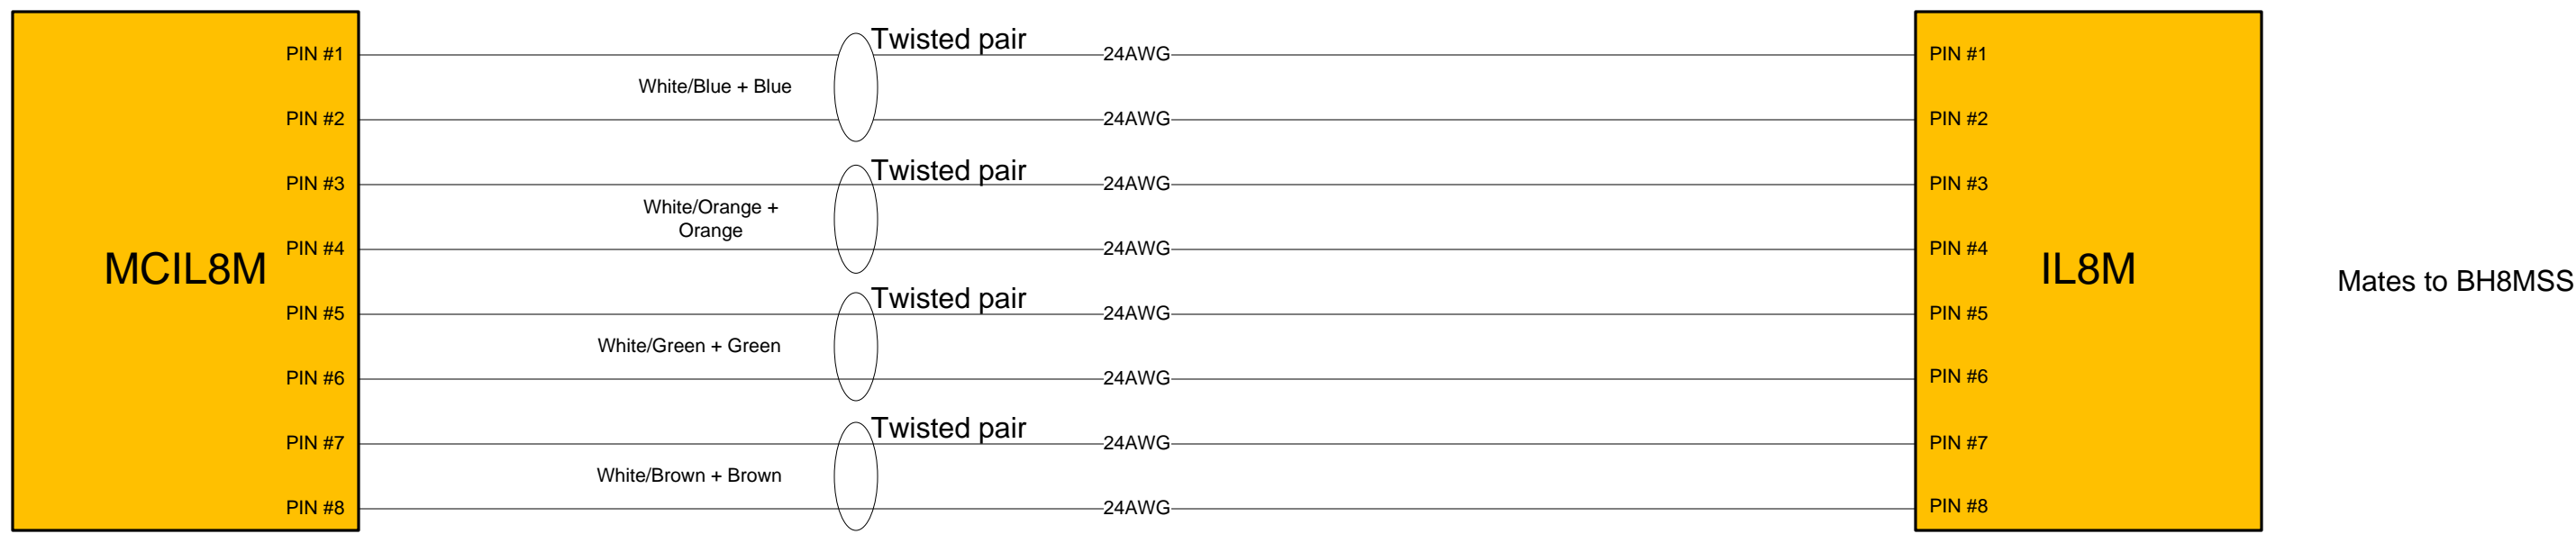 MCIL8M
PIN #1
PIN #2
PIN #3
PIN #4
PIN #5
PIN #6
PIN #7
PIN #8
White/Blue + Blue
White/Orange +
Orange
White/Green + Green
White/Brown + Brown
Twisted pair
Twisted pair
Twisted pair
Twisted pair
24AWG
24AWG
24AWG
24AWG
24AWG
24AWG
24AWG
24AWG
PIN #1
PIN #2
PIN #3
PIN #4
PIN #5
PIN #6
PIN #7
PIN #8
IL8M
Mates to BH8MSS